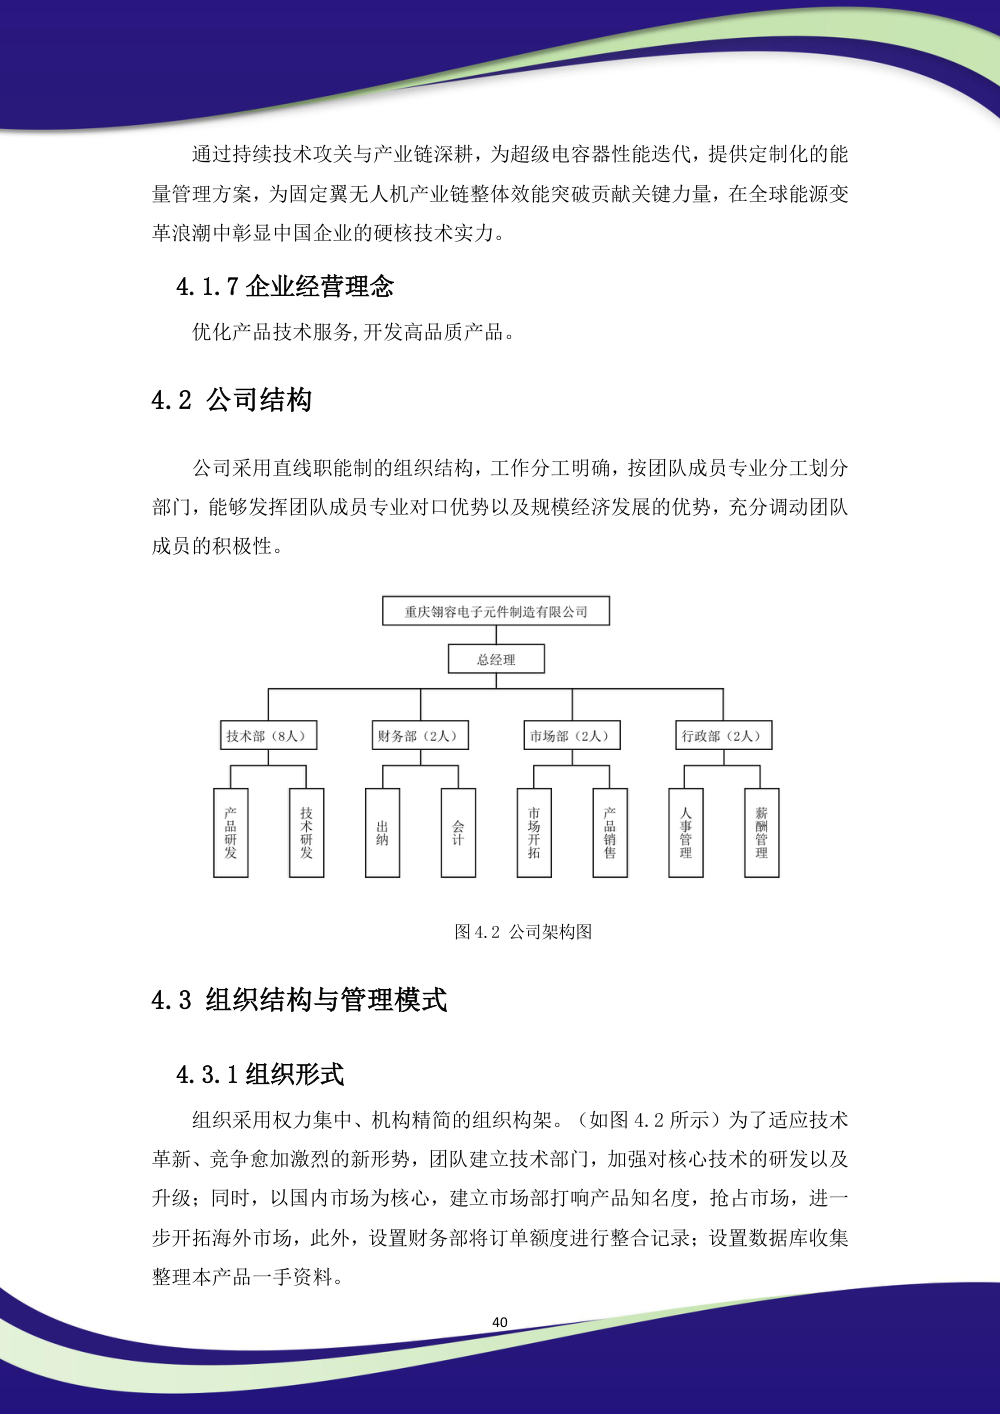 通过持续技术攻关与产业链深耕，为超级电容器性能迭代，提供定制化的能
量管理方案，为固定翼无人机产业链整体效能突破贡献关键力量，在全球能源变
革浪潮中彰显中国企业的硬核技术实力。
4.1.7 企业经营理念
优化产品技术服务,开发高品质产品。
4.2 公司结构
公司采用直线职能制的组织结构，工作分工明确，按团队成员专业分工划分
部门，能够发挥团队成员专业对口优势以及规模经济发展的优势，充分调动团队
成员的积极性。
重庆翎容电子元件制造有限公司
总经理
技术部（8人）
财务部（2人）
市场部（2人）
行政部（2人）
产品研发
技术研发
出纳
会计
市场开拓
产品销售
人事管理
薪酬管理
图 4.2 公司架构图
4.3 组织结构与管理模式
4.3.1 组织形式
组织采用权力集中、机构精简的组织构架。（如图 4.2 所示）为了适应技术
革新、竞争愈加激烈的新形势，团队建立技术部门，加强对核心技术的研发以及
升级；同时，以国内市场为核心，建立市场部打响产品知名度，抢占市场，进一
步开拓海外市场，此外，设置财务部将订单额度进行整合记录；设置数据库收集
整理本产品一手资料。
40